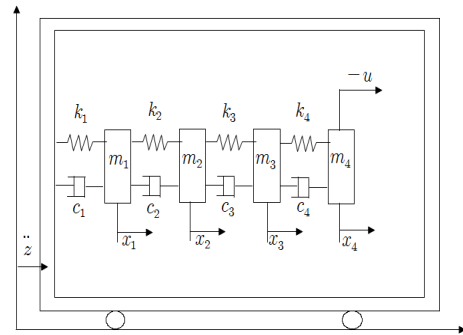 −u
k₁ k₂ k₃ k₄
m₁ m₂ m₃ m₄
c₁ c₂ c₃ c₄
x₁ x₂ x₃ x₄
z̈